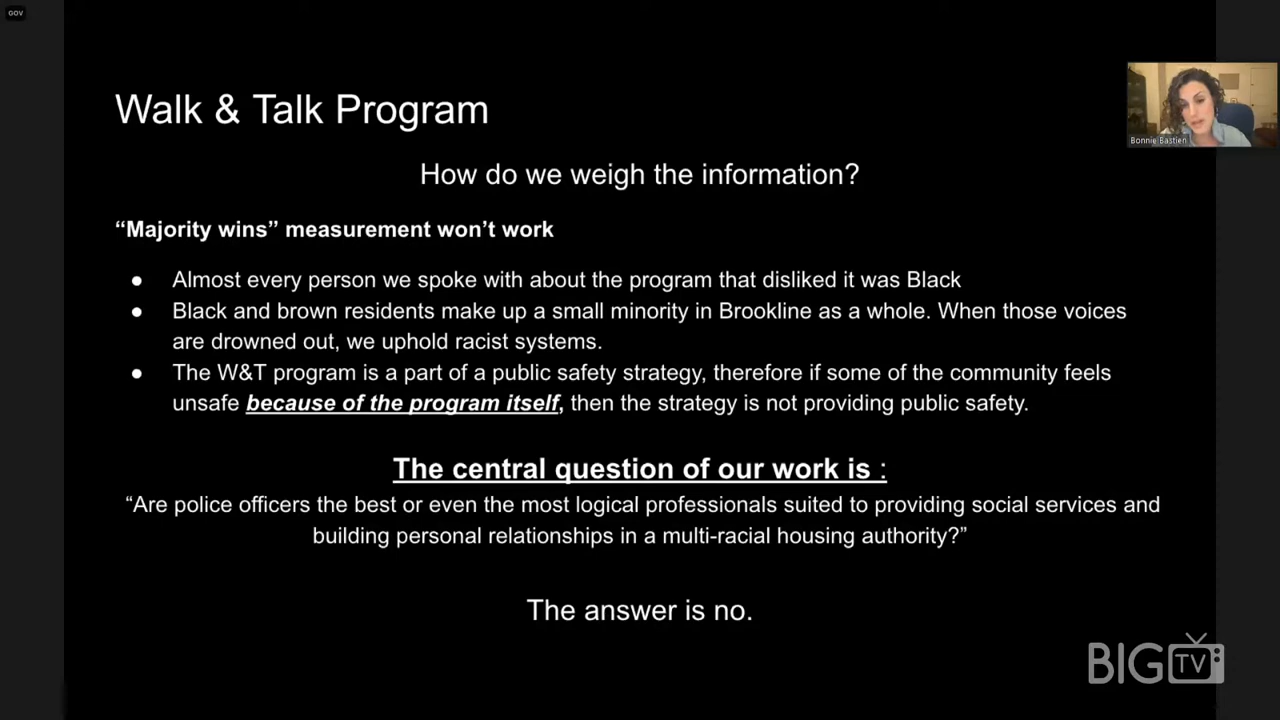 GOV
Walk & Talk Program
Bonnie Bastien
How do we weigh the information?
“Majority wins” measurement won’t work
● Almost every person we spoke with about the program that disliked it was Black
● Black and brown residents make up a small minority in Brookline as a whole. When those voices
are drowned out, we uphold racist systems.
● The W&T program is a part of a public safety strategy, therefore if some of the community feels
unsafe because of the program itself, then the strategy is not providing public safety.
The central question of our work is :
“Are police officers the best or even the most logical professionals suited to providing social services and
building personal relationships in a multi-racial housing authority?”
The answer is no.
BIG TV